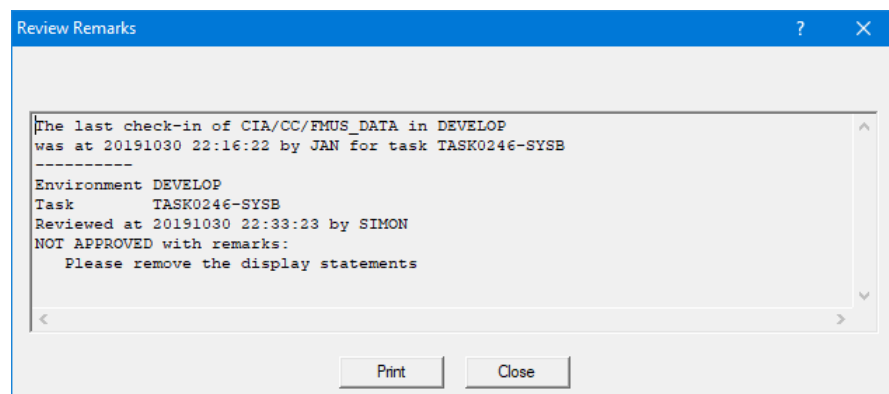 Review Remarks
The last check-in of CIA/CC/FMUS_DATA in DEVELOP
was at 20191030 22:16:22 by JAN for task TASK0246-SYSB
----------
Environment DEVELOP
Task        TASK0246-SYSB
Reviewed at 20191030 22:33:23 by SIMON
NOT APPROVED with remarks:
   Please remove the display statements
Print Close